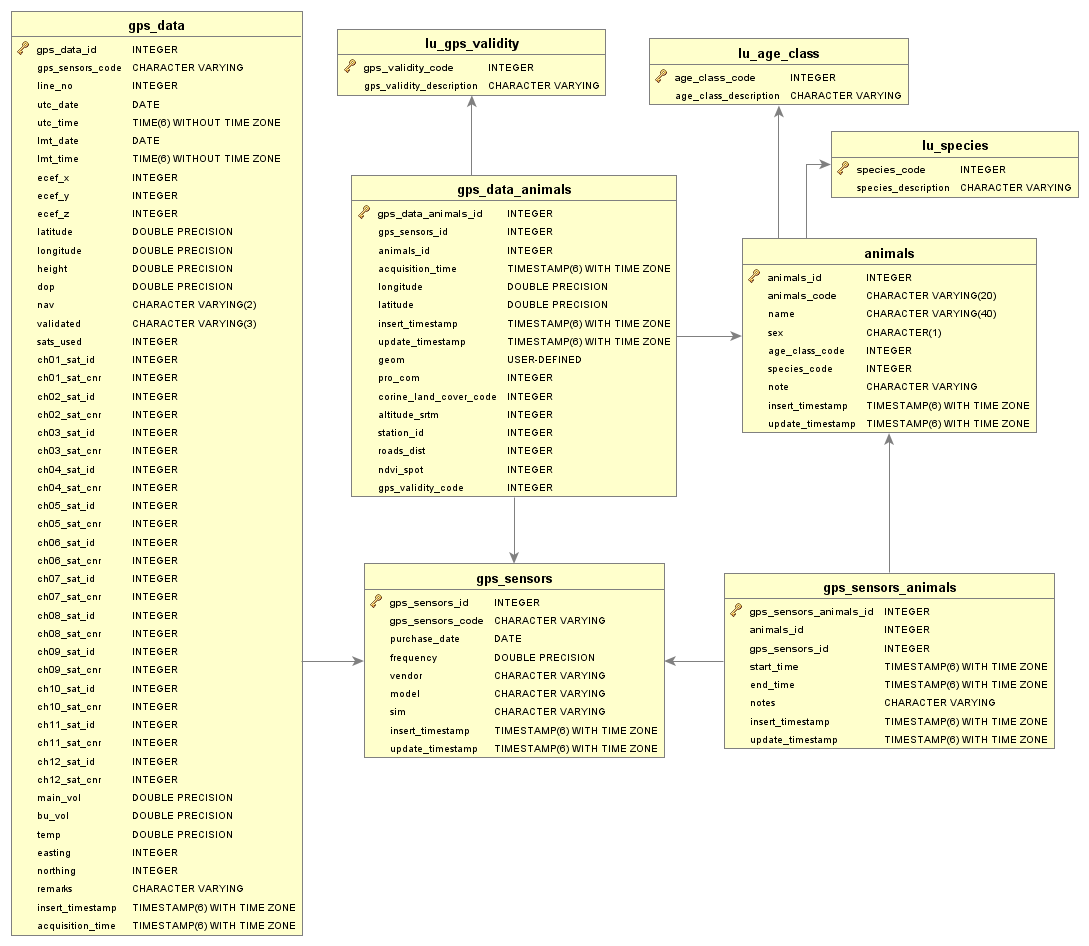 gps_data
gps_data_id INTEGER
gps_sensors_code CHARACTER VARYING
line_no INTEGER
utc_date DATE
utc_time TIME(6) WITHOUT TIME ZONE
lmt_date DATE
lmt_time TIME(6) WITHOUT TIME ZONE
ecef_x INTEGER
ecef_y INTEGER
ecef_z INTEGER
latitude DOUBLE PRECISION
longitude DOUBLE PRECISION
height DOUBLE PRECISION
dop DOUBLE PRECISION
nav CHARACTER VARYING(2)
validated CHARACTER VARYING(3)
sats_used INTEGER
ch01_sat_id INTEGER
ch01_sat_cnr INTEGER
ch02_sat_id INTEGER
ch02_sat_cnr INTEGER
ch03_sat_id INTEGER
ch03_sat_cnr INTEGER
ch04_sat_id INTEGER
ch04_sat_cnr INTEGER
ch05_sat_id INTEGER
ch05_sat_cnr INTEGER
ch06_sat_id INTEGER
ch06_sat_cnr INTEGER
ch07_sat_id INTEGER
ch07_sat_cnr INTEGER
ch08_sat_id INTEGER
ch08_sat_cnr INTEGER
ch09_sat_id INTEGER
ch09_sat_cnr INTEGER
ch10_sat_id INTEGER
ch10_sat_cnr INTEGER
ch11_sat_id INTEGER
ch11_sat_cnr INTEGER
ch12_sat_id INTEGER
ch12_sat_cnr INTEGER
main_vol DOUBLE PRECISION
bu_vol DOUBLE PRECISION
temp DOUBLE PRECISION
easting INTEGER
northing INTEGER
remarks CHARACTER VARYING
insert_timestamp TIMESTAMP(6) WITH TIME ZONE
acquisition_time TIMESTAMP(6) WITH TIME ZONE
lu_gps_validity
gps_validity_code INTEGER
gps_validity_description CHARACTER VARYING
lu_age_class
age_class_code INTEGER
age_class_description CHARACTER VARYING
lu_species
species_code INTEGER
species_description CHARACTER VARYING
gps_data_animals
gps_data_animals_id INTEGER
gps_sensors_id INTEGER
animals_id INTEGER
acquisition_time TIMESTAMP(6) WITH TIME ZONE
longitude DOUBLE PRECISION
latitude DOUBLE PRECISION
insert_timestamp TIMESTAMP(6) WITH TIME ZONE
update_timestamp TIMESTAMP(6) WITH TIME ZONE
geom USER-DEFINED
pro_com INTEGER
corine_land_cover_code INTEGER
altitude_srtm INTEGER
station_id INTEGER
roads_dist INTEGER
ndvi_spot INTEGER
gps_validity_code INTEGER
animals
animals_id INTEGER
animals_code CHARACTER VARYING(20)
name CHARACTER VARYING(40)
sex CHARACTER(1)
age_class_code INTEGER
species_code INTEGER
note CHARACTER VARYING
insert_timestamp TIMESTAMP(6) WITH TIME ZONE
update_timestamp TIMESTAMP(6) WITH TIME ZONE
gps_sensors
gps_sensors_id INTEGER
gps_sensors_code CHARACTER VARYING
purchase_date DATE
frequency DOUBLE PRECISION
vendor CHARACTER VARYING
model CHARACTER VARYING
sim CHARACTER VARYING
insert_timestamp TIMESTAMP(6) WITH TIME ZONE
update_timestamp TIMESTAMP(6) WITH TIME ZONE
gps_sensors_animals
gps_sensors_animals_id INTEGER
animals_id INTEGER
gps_sensors_id INTEGER
start_time TIMESTAMP(6) WITH TIME ZONE
end_time TIMESTAMP(6) WITH TIME ZONE
notes CHARACTER VARYING
insert_timestamp TIMESTAMP(6) WITH TIME ZONE
update_timestamp TIMESTAMP(6) WITH TIME ZONE